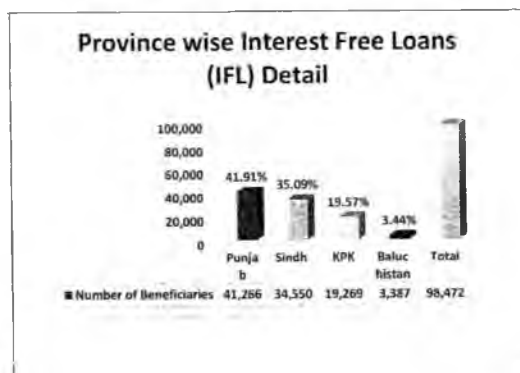 Province wise Interest Free Loans
(IFL) Detail
100,000
80,000
60,000
40,000
20,000
0
41.91%
35.09%
19.57%
3.44%
Punja
b
Sindh
KPK
Baluc
histan
Total
Number of Beneficiaries 41,266 34,550 19,269 3,387 98,472